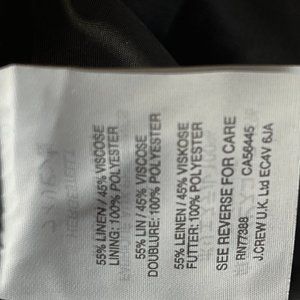 55% LINEN / 45% VISCOSE
LINING: 100% POLYESTER
55% LIN / 45% VISCOSE
DOUBLURE: 100% POLYESTER
55% LEINEN / 45% VISKOSE
FUTTER: 100% POLYESTER
SEE REVERSE FOR CARE
RN77388 CA56445
J.CREW U.K. Ltd EC4V 6JA